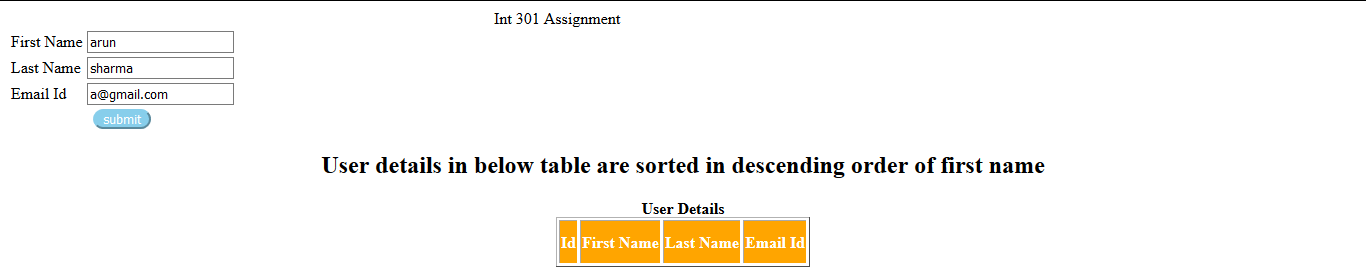 Int 301 Assignment
First Name arun
Last Name sharma
Email Id a@gmail.com
submit
User details in below table are sorted in descending order of first name
User Details
Id First Name Last Name Email Id